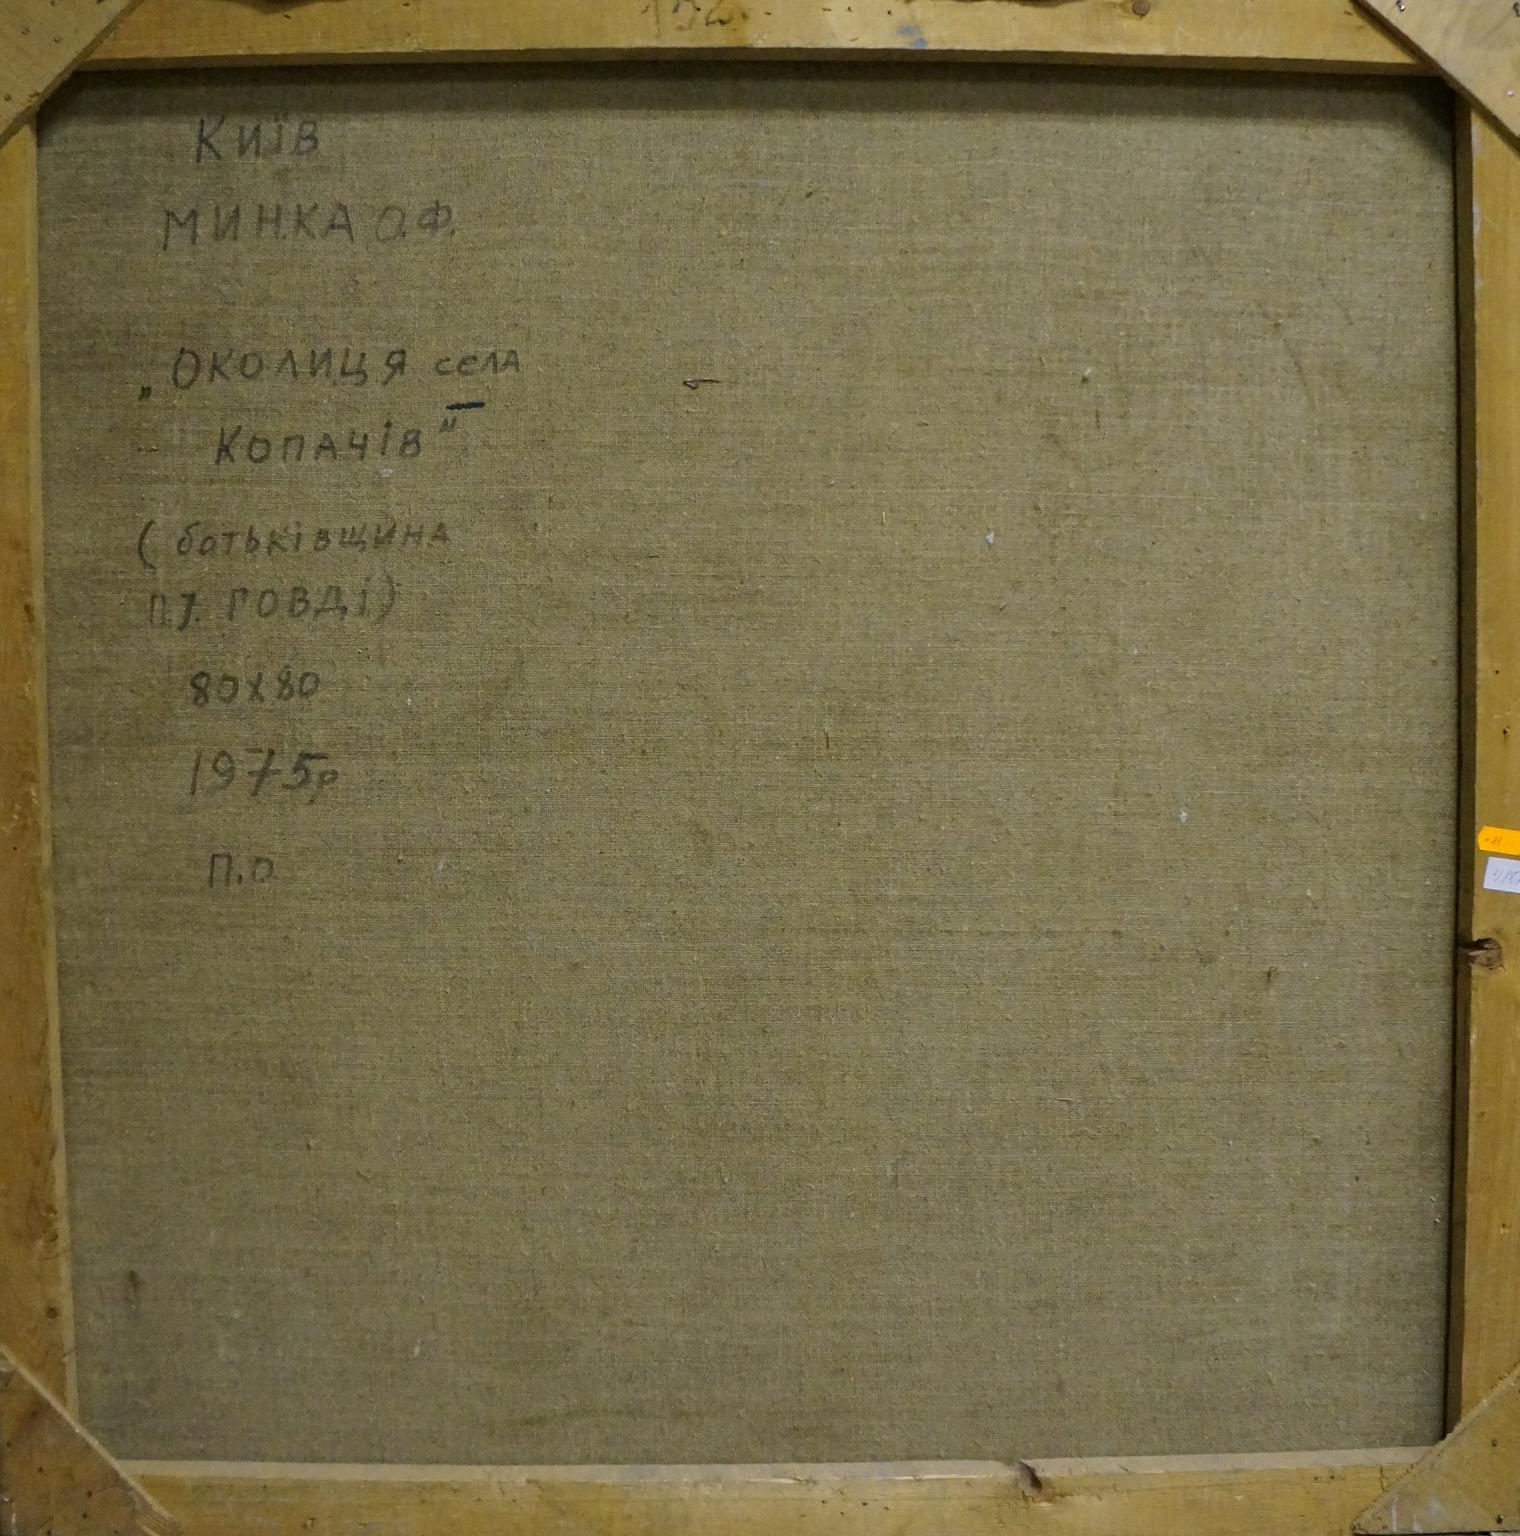 КИЇВ
МИНКА О.Ф.
„ОКОЛИЦЯ села
КОПАЧІВ"
(батьківщина
П.І. ГОВДі)
80х80
1975р
П.О